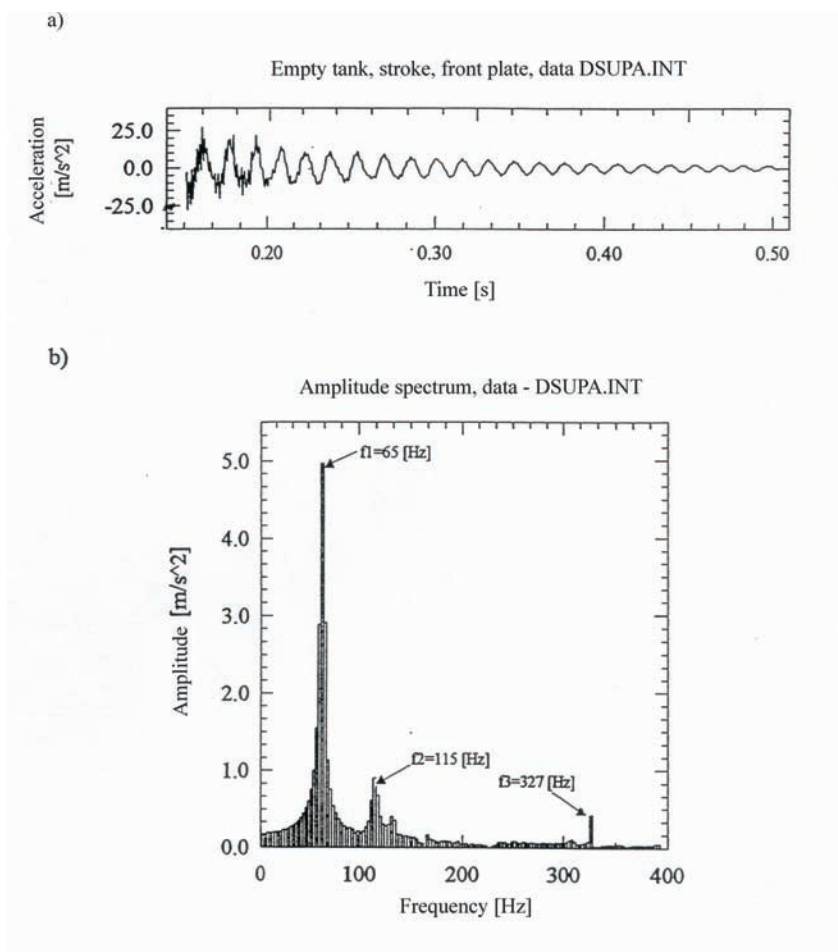 a)
Empty tank, stroke, front plate, data DSUPA.INT
Acceleration
[m/s^2]
25.0
0.0
-25.0
0.20
0.30
0.40
0.50
Time [s]
b)
Amplitude spectrum, data - DSUPA.INT
Amplitude [m/s^2]
5.0
4.0
3.0
2.0
1.0
0.0
f1=65 [Hz]
f2=115 [Hz]
f3=327 [Hz]
0 100 200 300 400
Frequency [Hz]